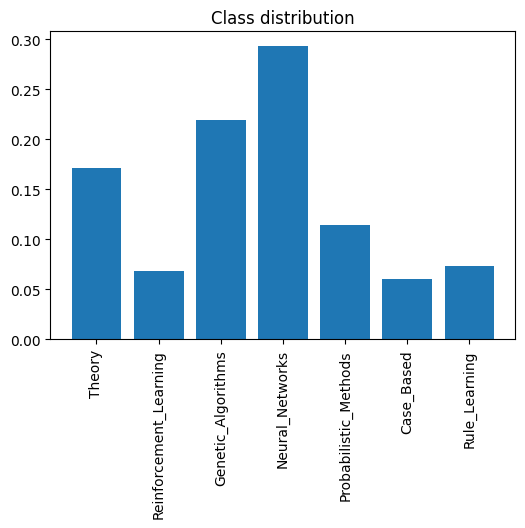 Class distribution
0.30
0.25
0.20
0.15
0.10
0.05
0.00
Theory
Reinforcement_Learning
Genetic_Algorithms
Neural_Networks
Probabilistic_Methods
Case_Based
Rule_Learning